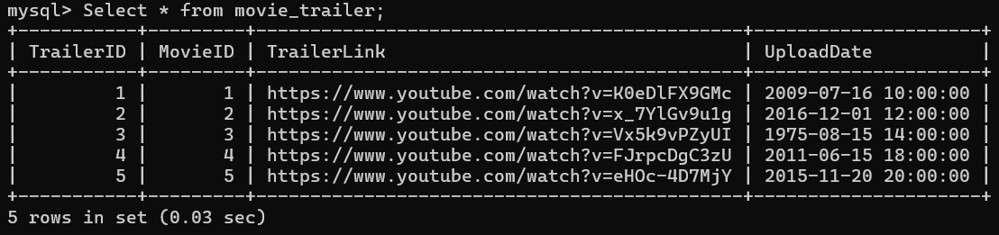 mysql> Select * from movie_trailer;
+-----------+---------+---------------------------------------------+---------------------+
| TrailerID | MovieID | TrailerLink                                 | UploadDate          |
+-----------+---------+---------------------------------------------+---------------------+
|         1 |       1 | https://www.youtube.com/watch?v=K0eDlFX9GMc | 2009-07-16 10:00:00 |
|         2 |       2 | https://www.youtube.com/watch?v=x_7YlGv9u1g | 2016-12-01 12:00:00 |
|         3 |       3 | https://www.youtube.com/watch?v=Vx5k9vPZyUI | 1975-08-15 14:00:00 |
|         4 |       4 | https://www.youtube.com/watch?v=FJrpcDgC3zU | 2011-06-15 18:00:00 |
|         5 |       5 | https://www.youtube.com/watch?v=eHOc-4D7MjY | 2015-11-20 20:00:00 |
+-----------+---------+---------------------------------------------+---------------------+
5 rows in set (0.03 sec)